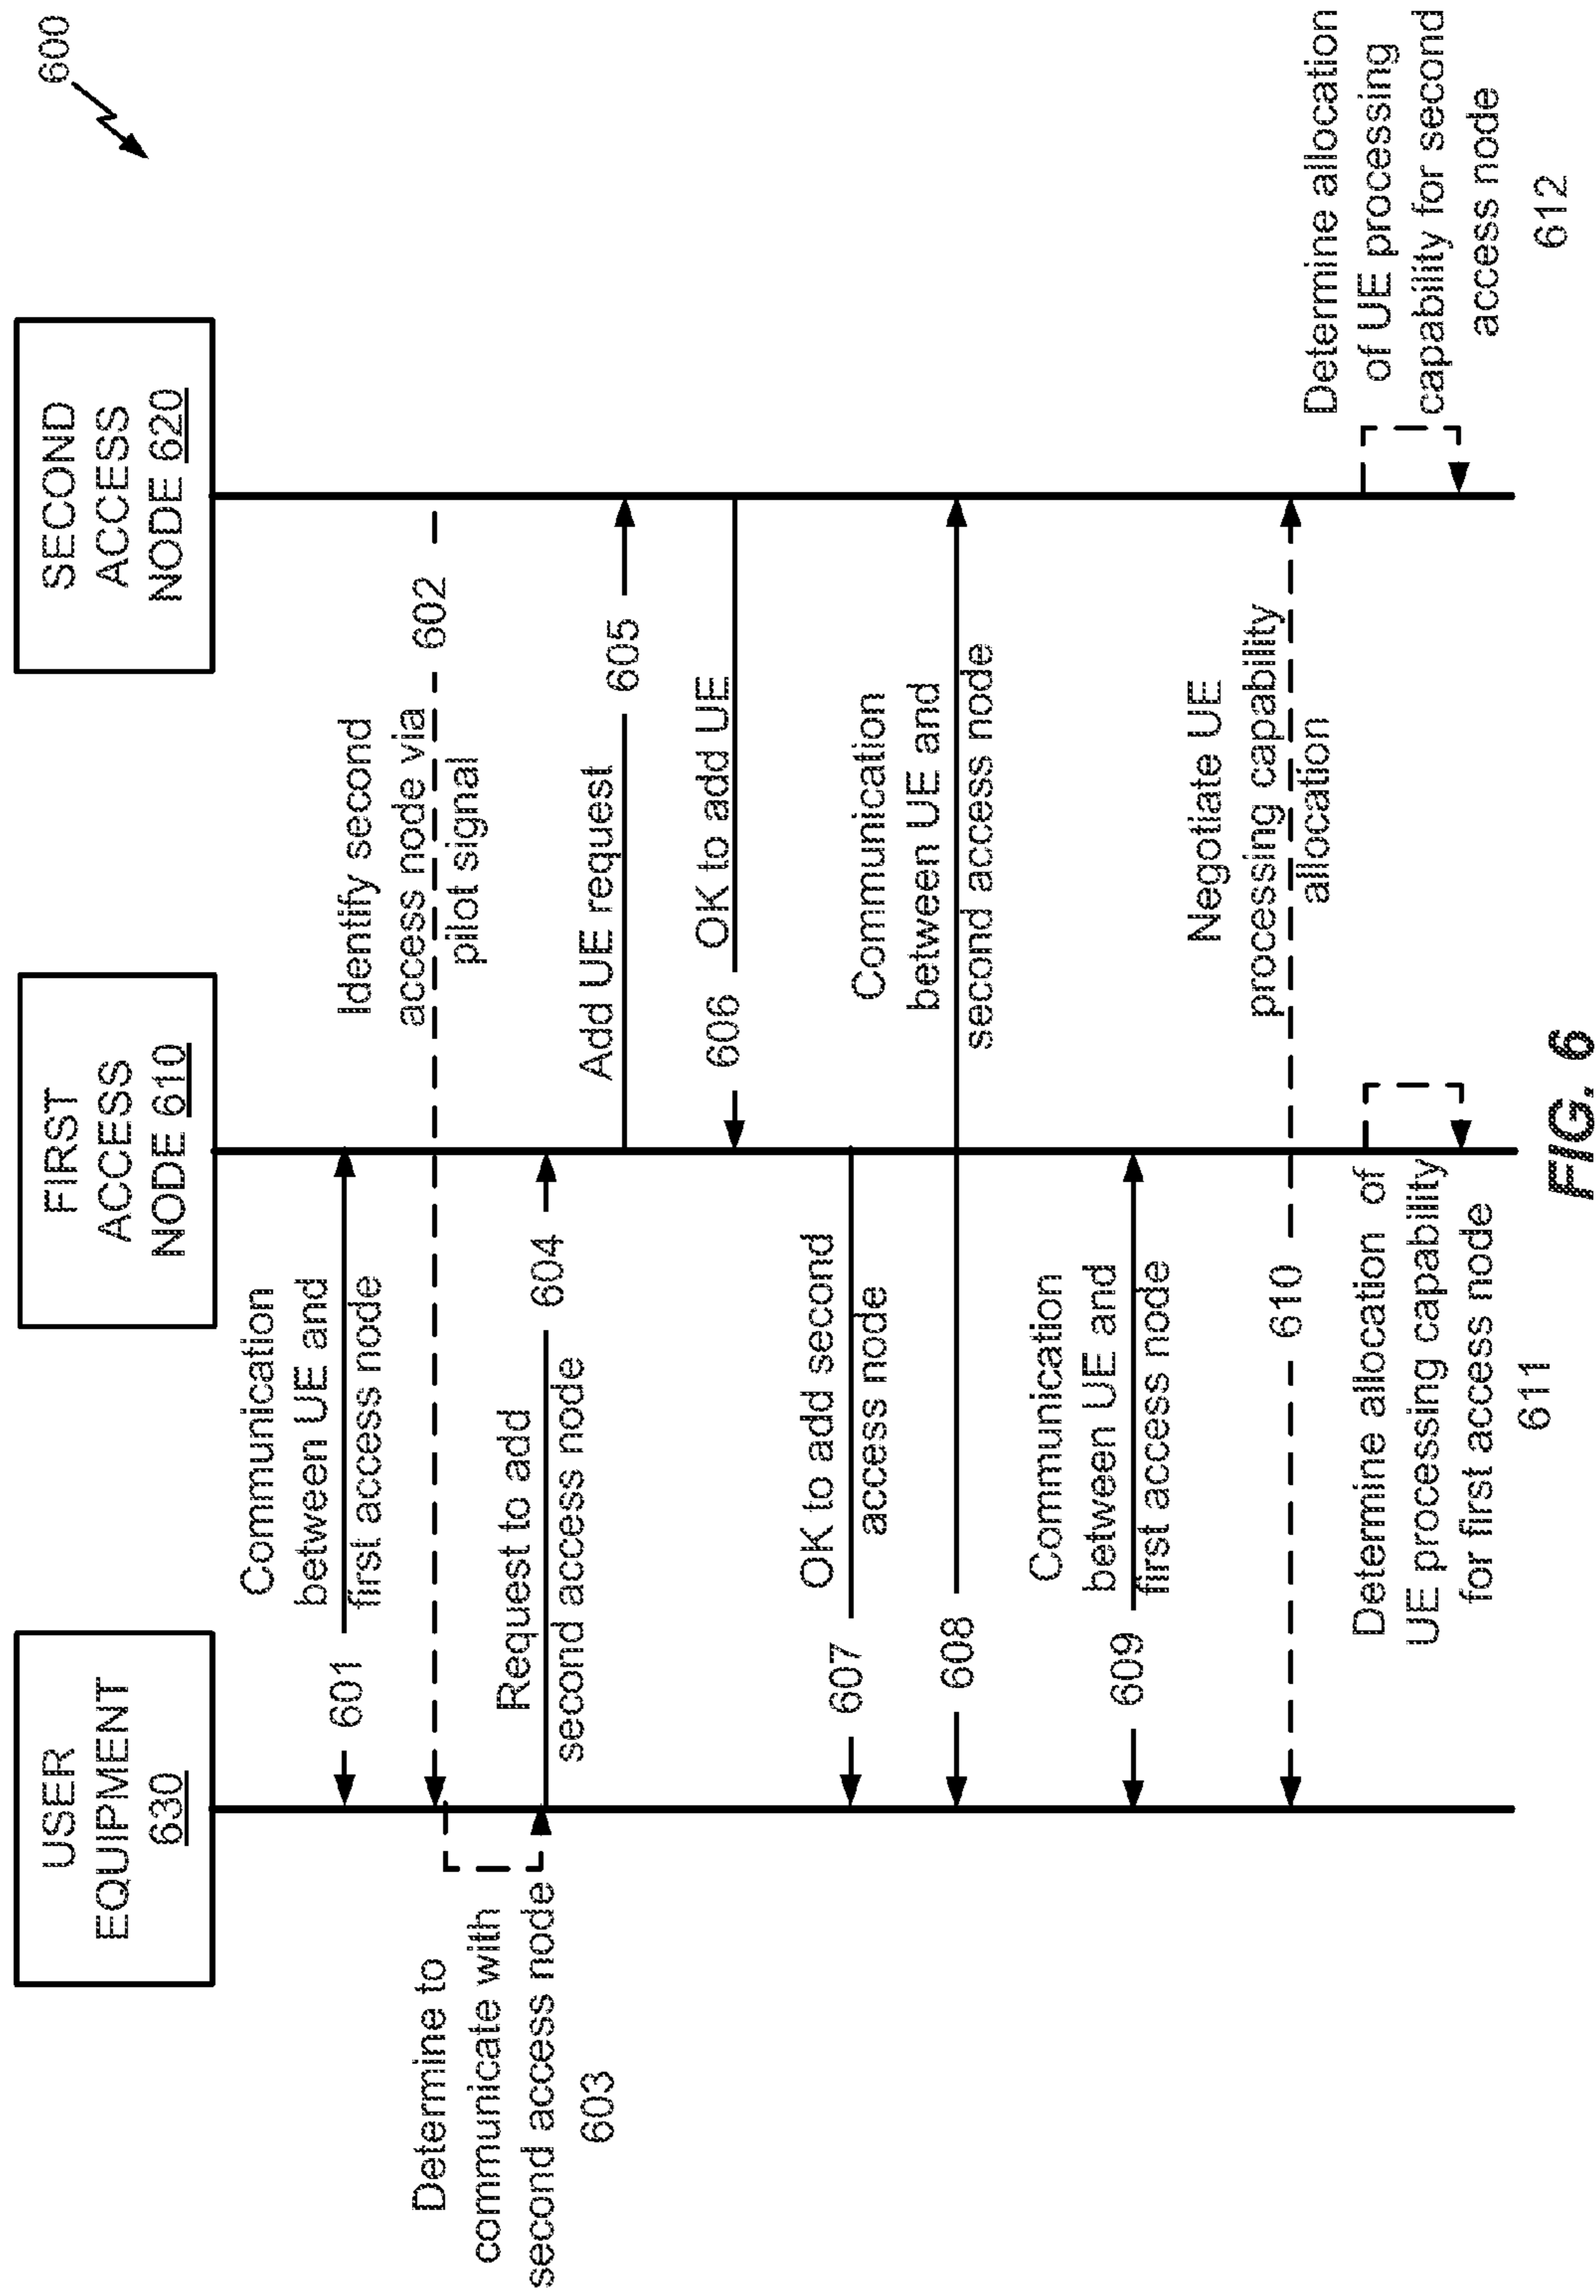 600
USER
EQUIPMENT
630
FIRST
ACCESS
NODE 610
SECOND
ACCESS
NODE 620
Communication
between UE and
first access node
601
Identify second
access node via
pilot signal
602
Determine to
communicate with
second access node
603
Request to add
second access node
604
Add UE request
605
OK to add UE
606
OK to add second
access node
607
Communication
between UE and
second access node
608
Communication
between UE and
first access node
609
Negotiate UE
processing capability
allocation
610
Determine allocation of
UE processing capability
for first access node
611
Determine allocation
of UE processing
capability for second
access node
612
FIG. 6